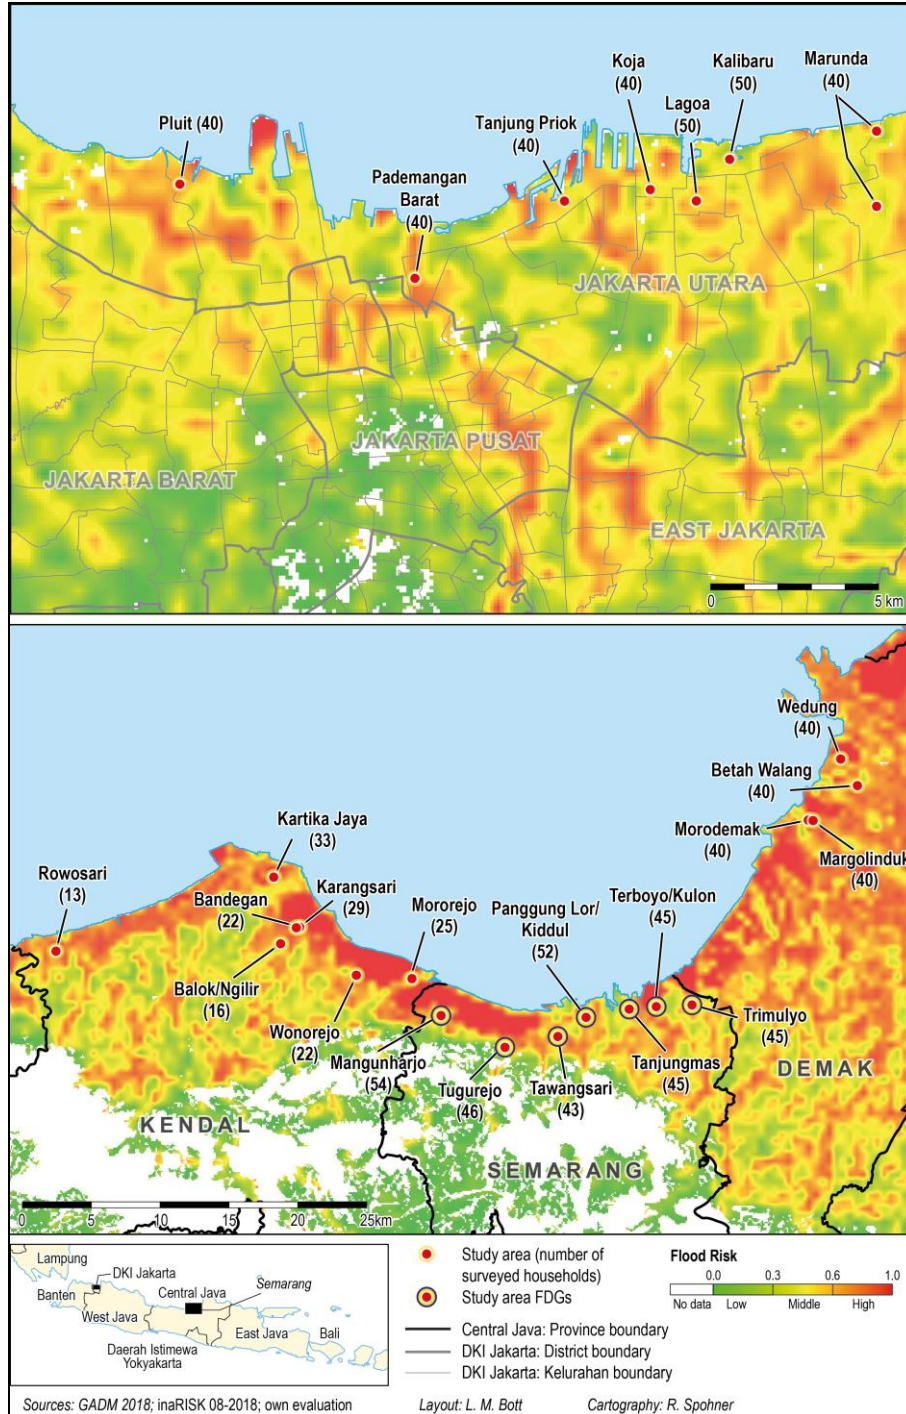 Pluit (40)
Pademangan
Barat
(40)
Tanjung Priok
(40)
Koja
(40)
Lagoa
(50)
Kalibaru
(50)
Marunda
(40)
JAKARTA UTARA
JAKARTA PUSAT
JAKARTA BARAT
EAST JAKARTA
0 5 km
Wedung
(40)
Betah Walang
(40)
Morodemak
(40)
Margolinduk
(40)
Kartika Jaya
(33)
Rowosari
(13)
Bandegan
(22)
Karangsari
(29)
Mororejo
(25)
Panggung Lor/
Kiddul
(52)
Terboyo/Kulon
(45)
Balok/Ngilir
(16)
Wonorejo
(22)
Mangunharjo
(54)
Tugurejo
(46)
Tawangsari
(43)
Tanjungmas
(45)
Trimulyo
(45)
DEMAK
KENDAL
SEMARANG
0 5 10 15 20 25km
Lampung
DKI Jakarta
Semarang
Banten
Central Java
West Java
East Java
Bali
Daerah Istimewa
Yokyakarta
Study area (number of
surveyed households)
Study area FDGs
Central Java: Province boundary
DKI Jakarta: District boundary
DKI Jakarta: Kelurahan boundary
Flood Risk
0.0 0.3 0.6 1.0
No data Low Middle High
Sources: GADM 2018; inaRISK 08-2018; own evaluation
Layout: L. M. Bott
Cartography: R. Spohner